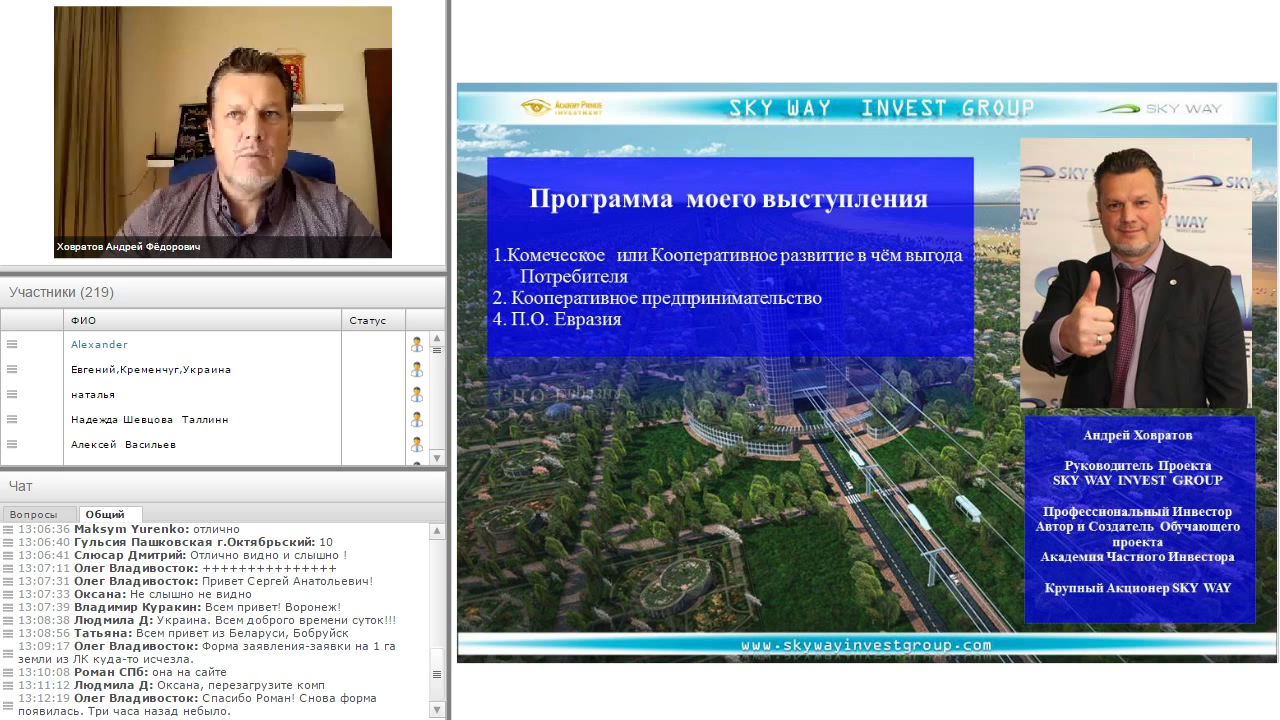 Ховратов Андрей Фёдорович
Участники (219)
ФИО
Статус
Alexander
Евгений,Кременчуг,Украина
наталья
Надежда Шевцова Таллинн
Алексей Васильев
Чат
Вопросы
Общий
13:06:36 Maksym Yurenko: отлично
13:06:40 Гульсия Пашковская г.Октябрьский: 10
13:06:41 Слюсар Дмитрий: Отлично видно и слышно !
13:07:11 Олег Владивосток: +++++++++++++++
13:07:31 Олег Владивосток: Привет Сергей Анатольевич!
13:07:33 Оксана: Не слышно не видно
13:07:39 Владимир Куракин: Всем привет! Воронеж!
13:08:38 Людмила Д: Украина. Всем доброго времени суток!!!
13:08:56 Татьяна: Всем привет из Беларуси, Бобруйск
13:09:17 Олег Владивосток: Форма заявления-заявки на 1 га
земли из ЛК куда-то исчезла.
13:10:08 Роман СПб: она на сайте
13:11:12 Людмила Д: Оксана, перезагрузите комп
13:12:19 Олег Владивосток: Спасибо Роман! Снова форма
появилась. Три часа назад небыло.
ACADEMY PRIVATE
INVESTMENT
SKY WAY INVEST GROUP
SKY WAY
Программа моего выступления
1.Комеческое или Кооперативное развитие в чём выгода
Потребителя
2. Кооперативное предпринимательство
4. П.О. Евразия
SKY WAY
Андрей Ховратов
Руководитель Проекта
SKY WAY INVEST GROUP
Профессиональный Инвестор
Автор и Создатель Обучающего
проекта
Академия Частного Инвестора
Крупный Акционер SKY WAY
www.skywayinvestgroup.com